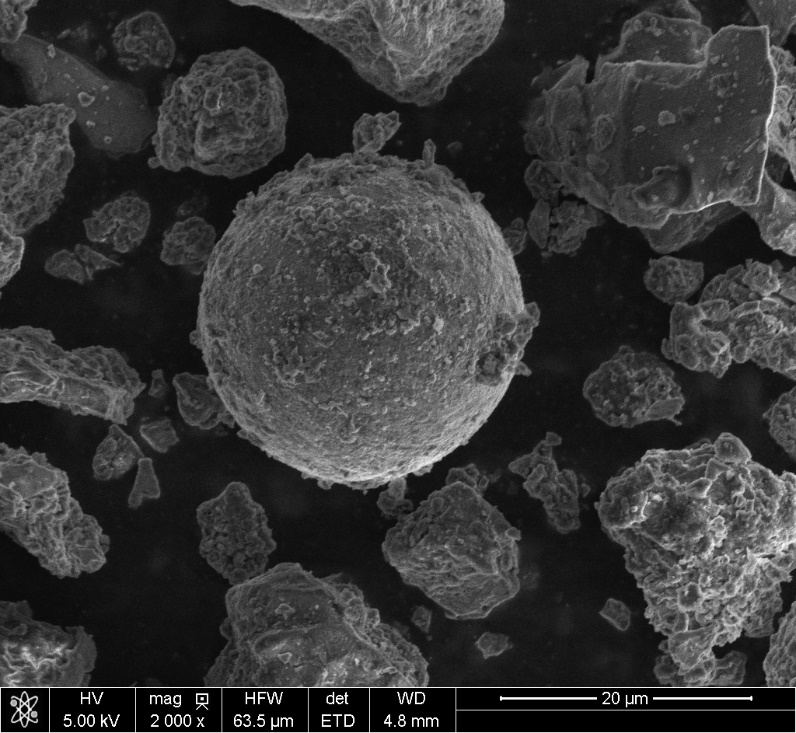 HV
5.00 kV
mag
2 000 x
HFW
63.5 µm
det
ETD
WD
4.8 mm
20 µm